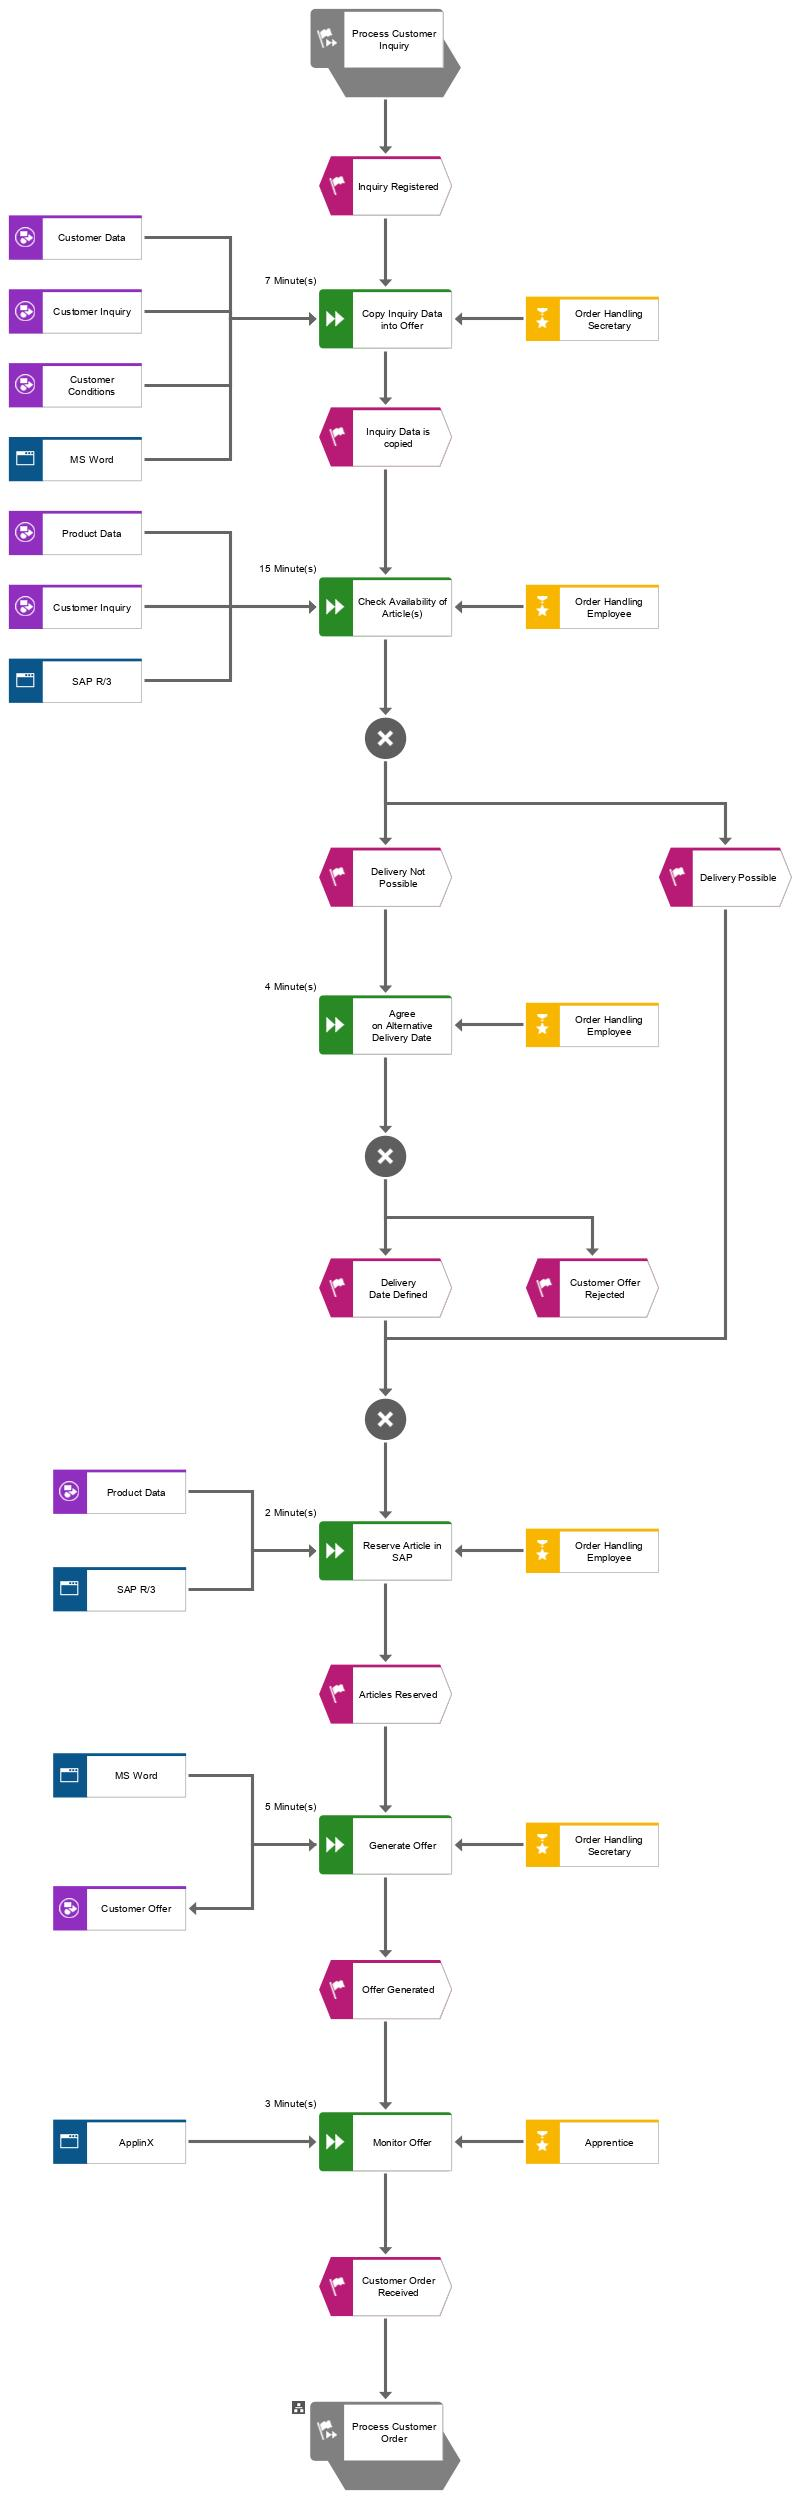 Process Customer
Inquiry
Inquiry Registered
Customer Data
7 Minute(s)
Customer Inquiry
Copy Inquiry Data
into Offer
Order Handling
Secretary
Customer
Conditions
Inquiry Data is
copied
MS Word
Product Data
15 Minute(s)
Customer Inquiry
Check Availability of
Article(s)
Order Handling
Employee
SAP R/3
Delivery Not
Possible
Delivery Possible
4 Minute(s)
Agree
on Alternative
Delivery Date
Order Handling
Employee
Delivery
Date Defined
Customer Offer
Rejected
Product Data
2 Minute(s)
Reserve Article in
SAP
Order Handling
Employee
SAP R/3
Articles Reserved
MS Word
5 Minute(s)
Generate Offer
Order Handling
Secretary
Customer Offer
Offer Generated
3 Minute(s)
ApplinX
Monitor Offer
Apprentice
Customer Order
Received
Process Customer
Order